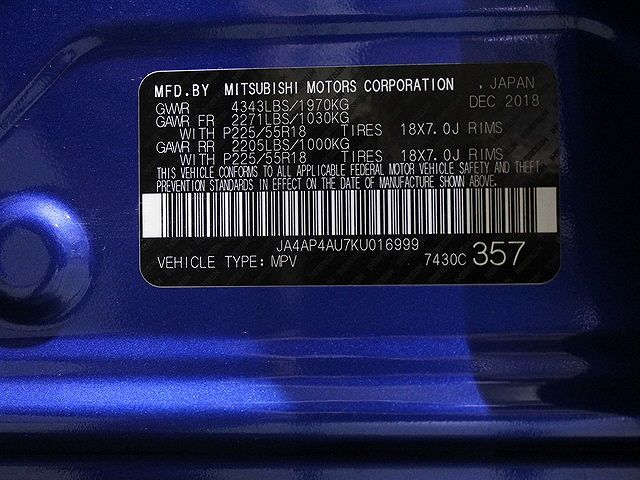 MFD.BY MITSUBISHI MOTORS CORPORATION , JAPAN
GVWR 4343LBS/1970KG DEC 2018
GAWR FR 2271LBS/1030KG
WITH P225/55R18 TIRES 18X7.0J RIMS
GAWR RR 2205LBS/1000KG
WITH P225/55R18 TIRES 18X7.0J RIMS
THIS VEHICLE CONFORMS TO ALL APPLICABLE FEDERAL MOTOR VEHICLE SAFETY AND THEFT
PREVENTION STANDARDS IN EFFECT ON THE DATE OF MANUFACTURE SHOWN ABOVE.
JA4AP4AU7KU016999
VEHICLE TYPE: MPV 7430C 357